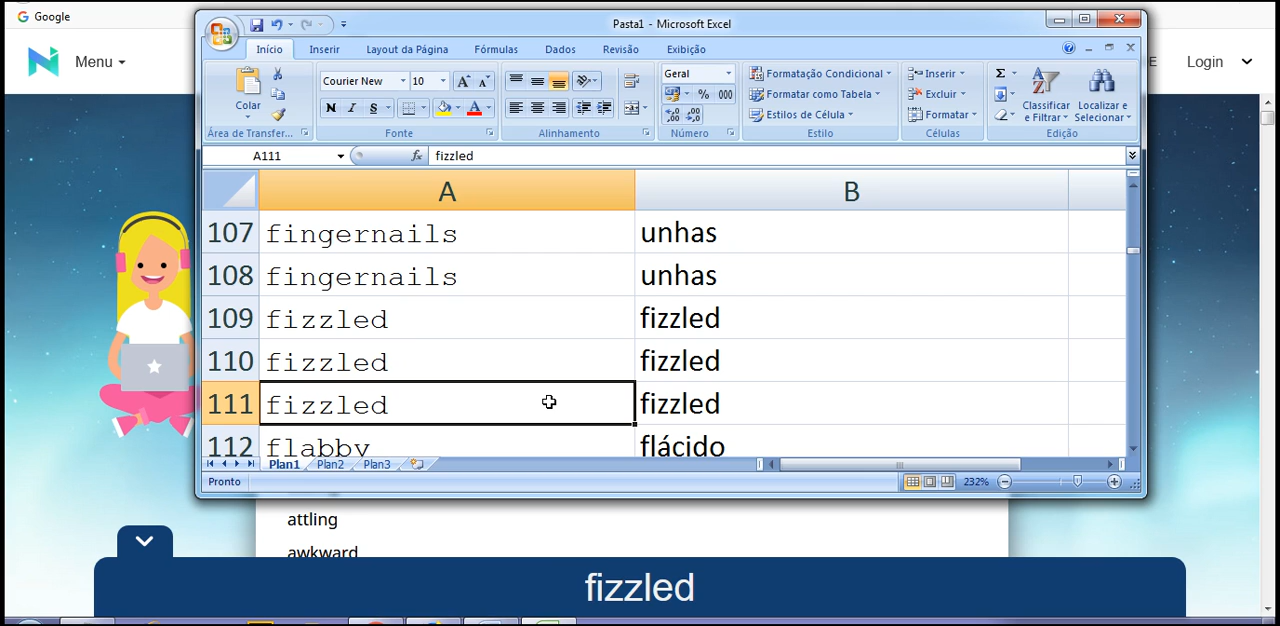 Google
Pasta1 - Microsoft Excel
Menu
E
Login
Início Inserir Layout da Página Fórmulas Dados Revisão Exibição
Colar
Área de Transfer...
Courier New 10
N I S
Fonte
Alinhamento
Geral
% 000
Número
Formatação Condicional
Formatar como Tabela
Estilos de Célula
Estilo
Inserir
Excluir
Formatar
Células
Σ
Classificar e Filtrar
Localizar e Selecionar
Edição
A111 fx fizzled
A B
107 fingernails unhas
108 fingernails unhas
109 fizzled fizzled
110 fizzled fizzled
111 fizzled fizzled
112 flabby flácido
Plan1 Plan2 Plan3
Pronto 232%
attling
awkward
fizzled